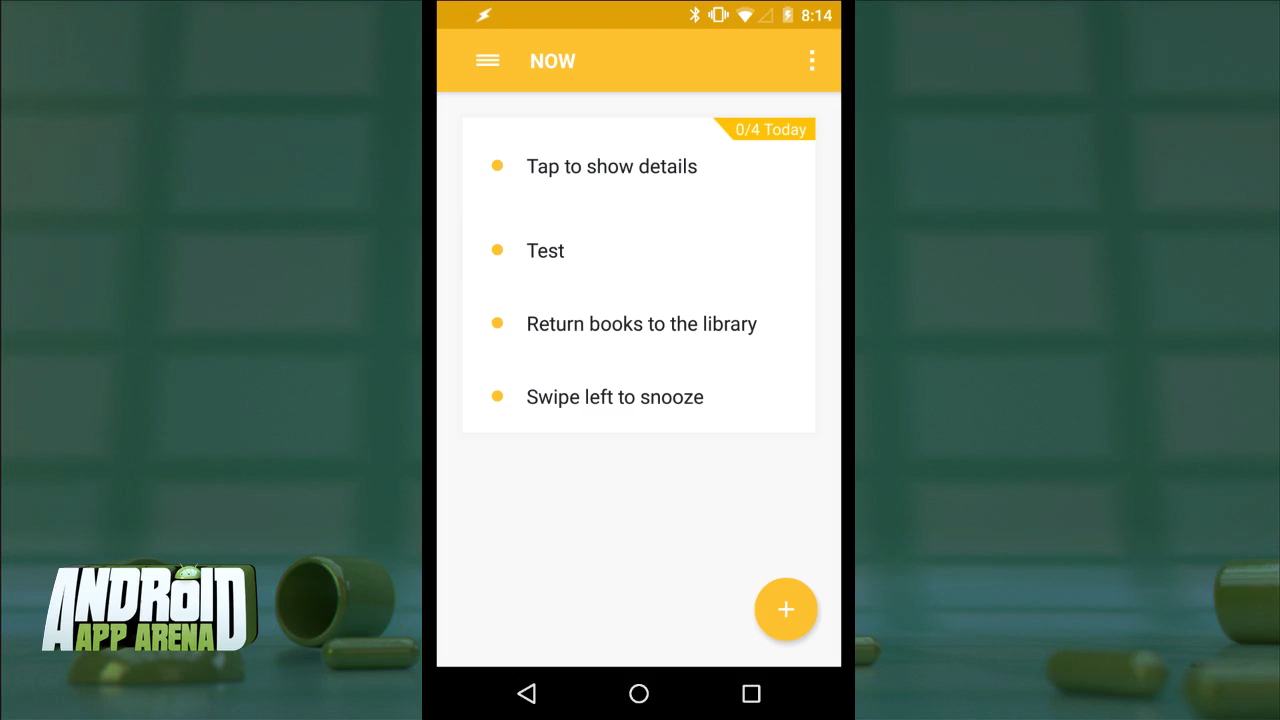 8:14
NOW
0/4 Today
Tap to show details
Test
Return books to the library
Swipe left to snooze
+
ANDROID
APP ARENA